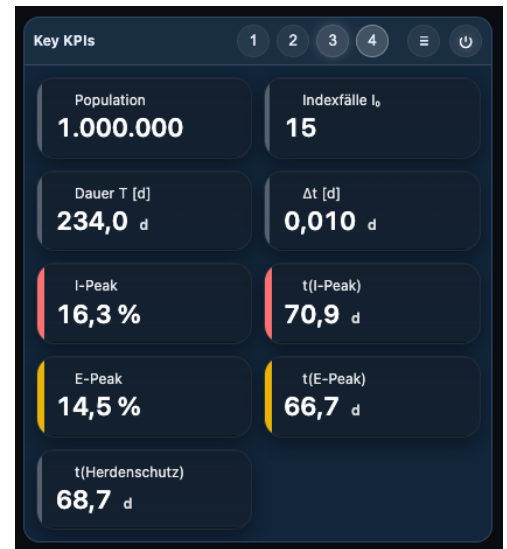 Key KPIs 1 2 3 4
Population Indexfälle I₀
1.000.000 15
Dauer T [d] Δt [d]
234,0 d 0,010 d
I-Peak t(I-Peak)
16,3 % 70,9 d
E-Peak t(E-Peak)
14,5 % 66,7 d
t(Herdenschutz)
68,7 d